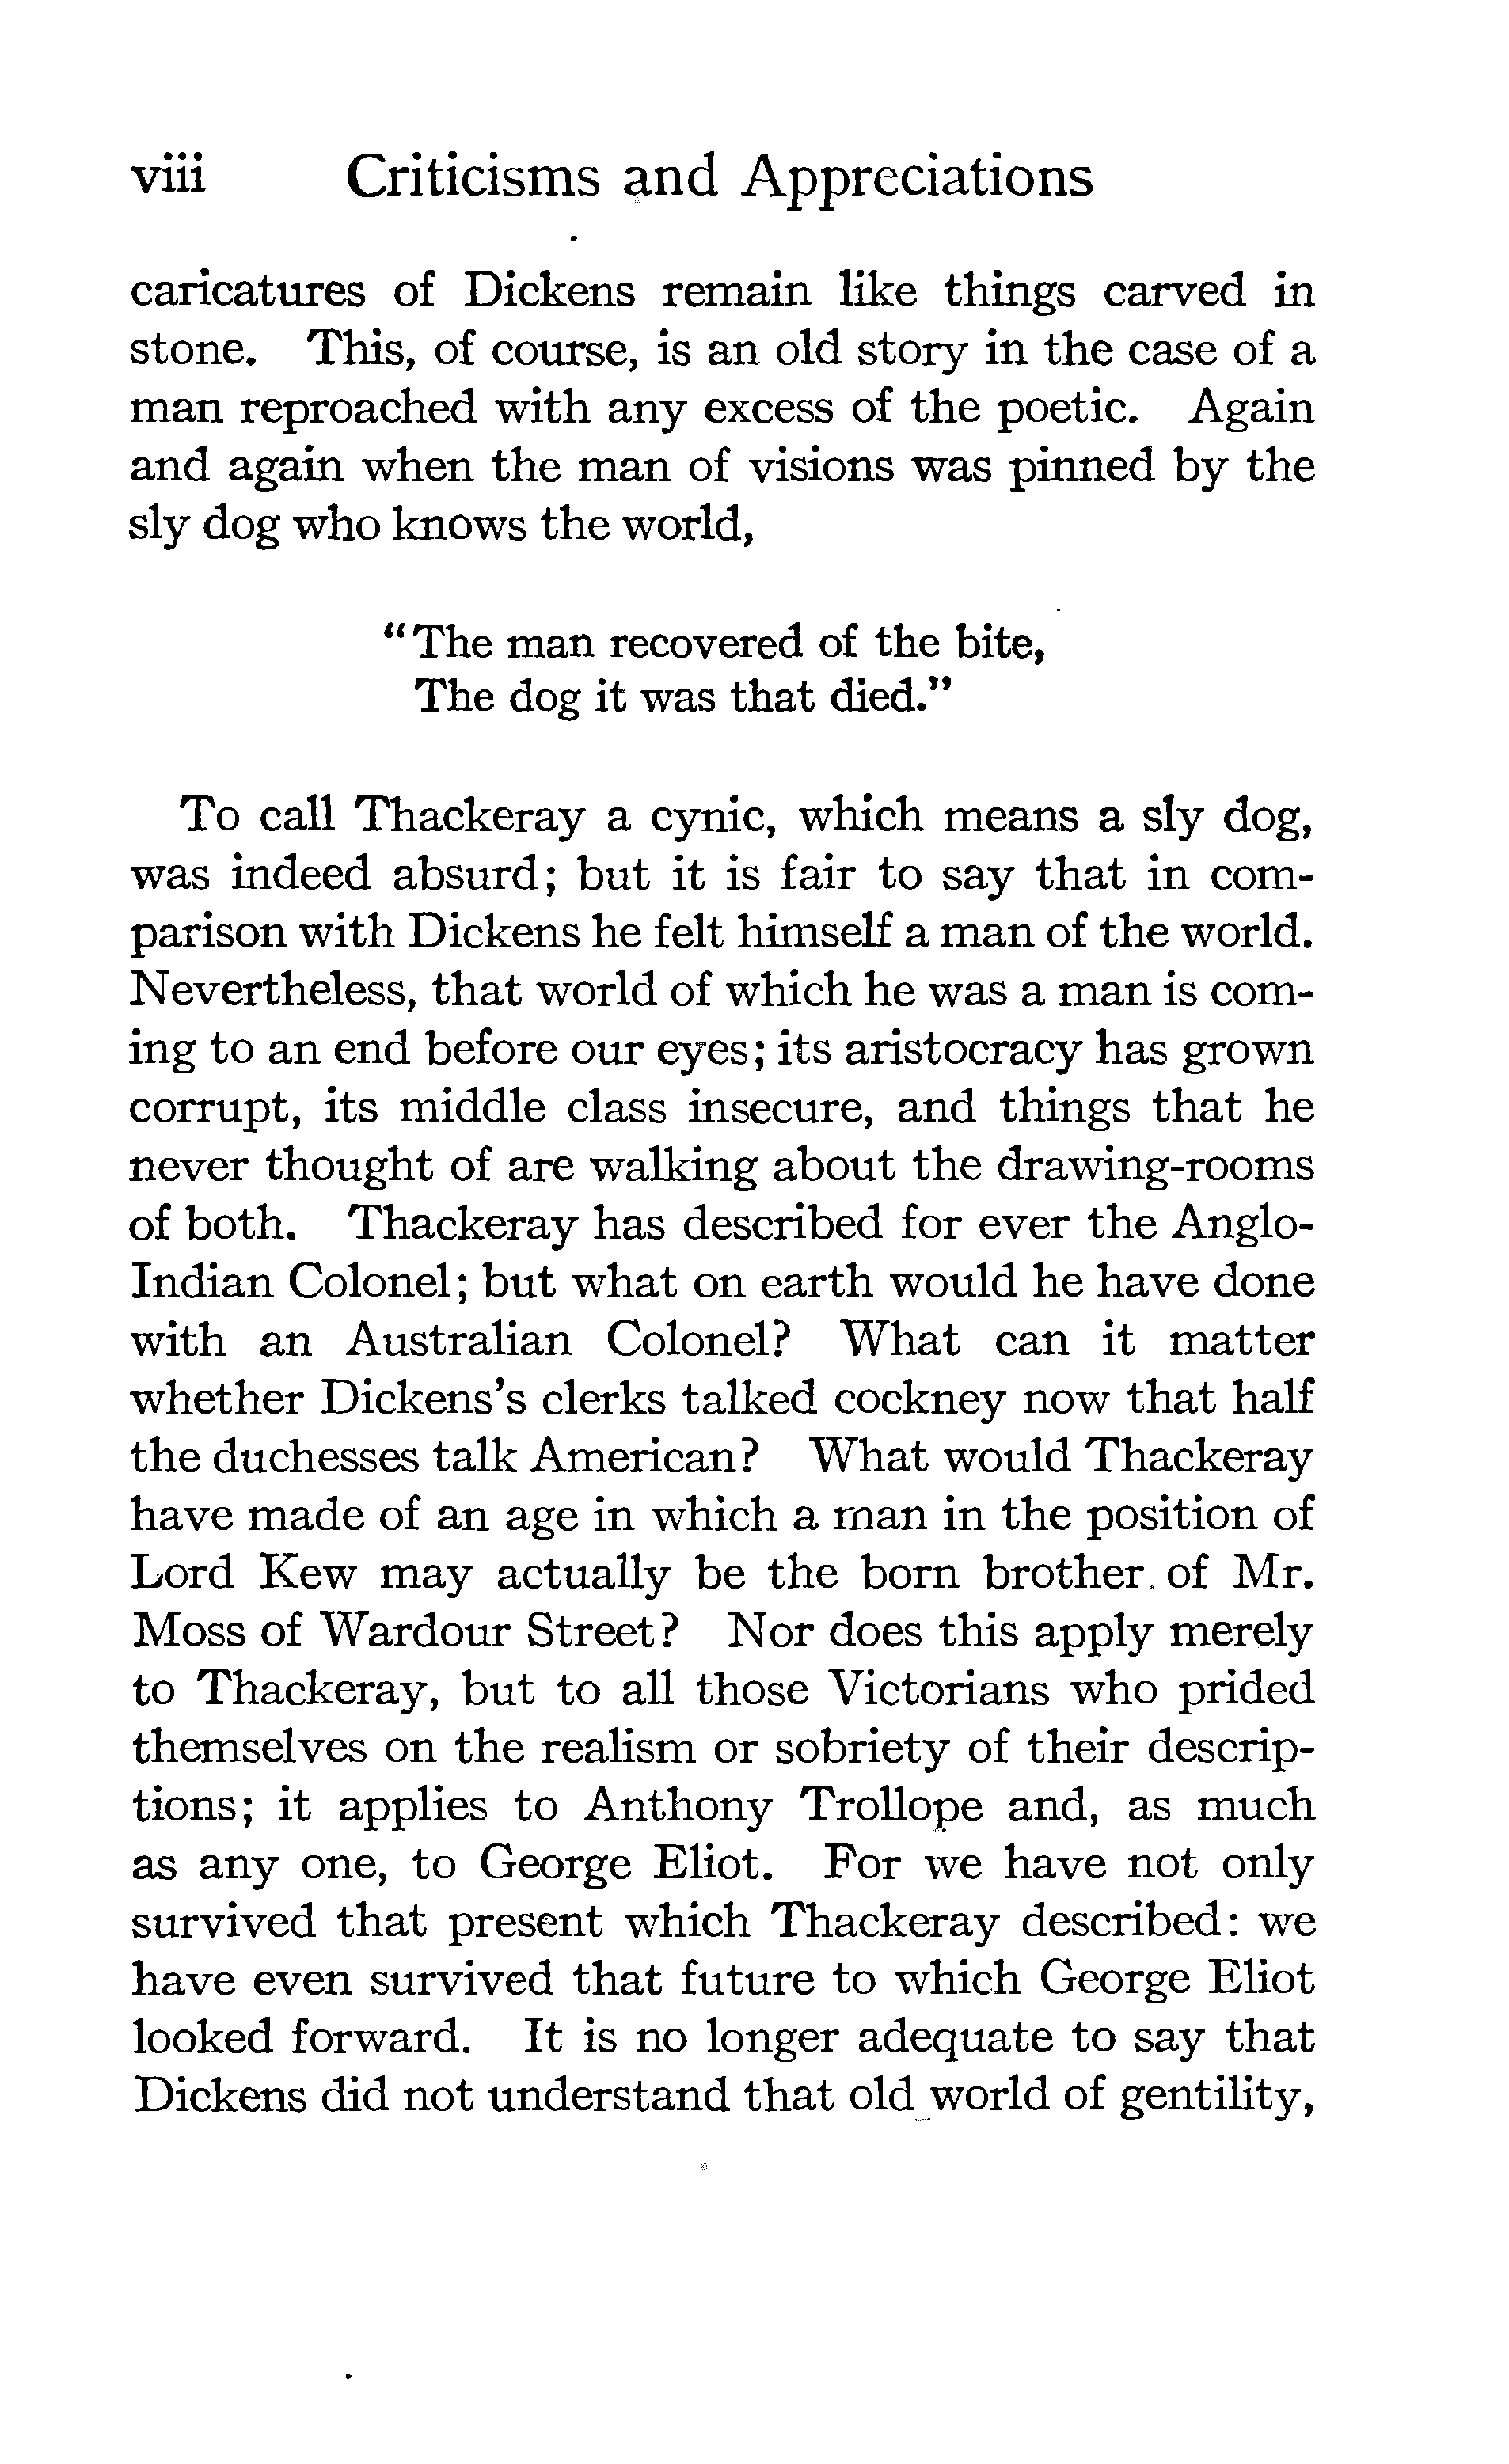 viii Criticisms and Appreciations
caricatures of Dickens remain like things carved in
stone. This, of course, is an old story in the case of a
man reproached with any excess of the poetic. Again
and again when the man of visions was pinned by the
sly dog who knows the world,
“The man recovered of the bite,
The dog it was that died.”
To call Thackeray a cynic, which means a sly dog,
was indeed absurd; but it is fair to say that in com-
parison with Dickens he felt himself a man of the world.
Nevertheless, that world of which he was a man is com-
ing to an end before our eyes; its aristocracy has grown
corrupt, its middle class insecure, and things that he
never thought of are walking about the drawing-rooms
of both. Thackeray has described for ever the Anglo-
Indian Colonel; but what on earth would he have done
with an Australian Colonel? What can it matter
whether Dickens's clerks talked cockney now that half
the duchesses talk American? What would Thackeray
have made of an age in which a man in the position of
Lord Kew may actually be the born brother of Mr.
Moss of Wardour Street? Nor does this apply merely
to Thackeray, but to all those Victorians who prided
themselves on the realism or sobriety of their descrip-
tions; it applies to Anthony Trollope and, as much
as any one, to George Eliot. For we have not only
survived that present which Thackeray described: we
have even survived that future to which George Eliot
looked forward. It is no longer adequate to say that
Dickens did not understand that old world of gentility,